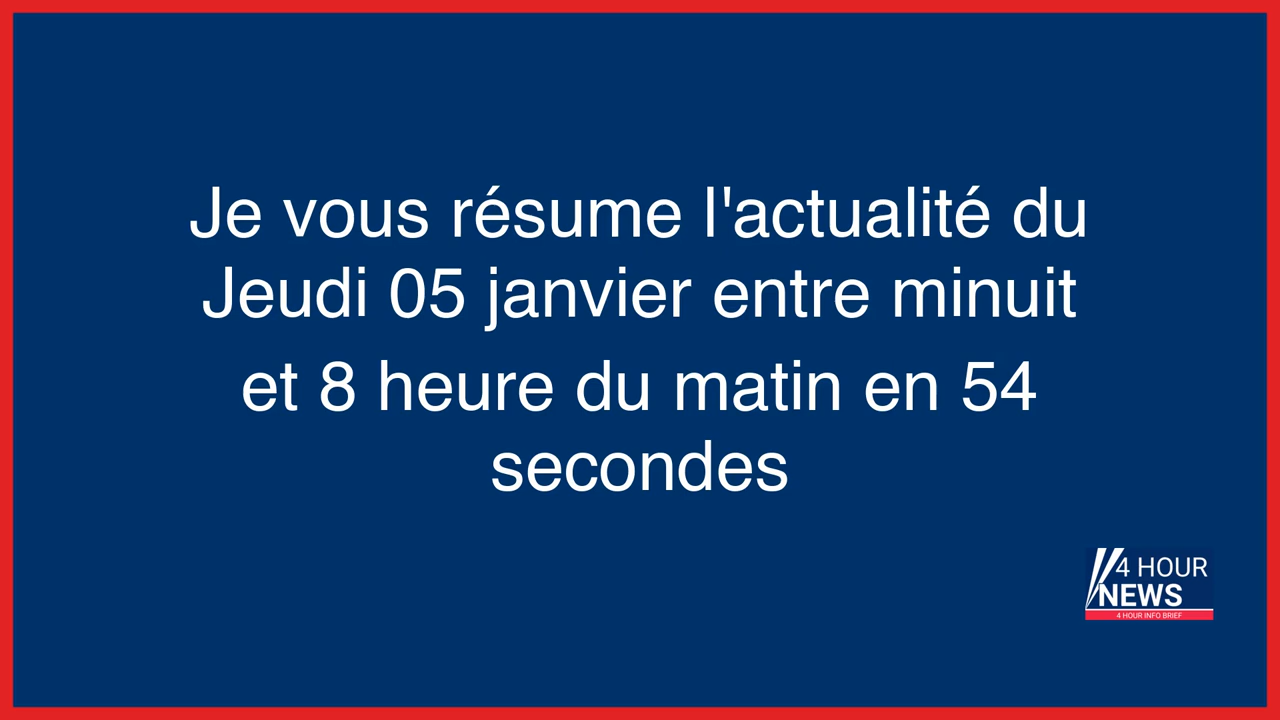 Je vous résume l'actualité du
Jeudi 05 janvier entre minuit
et 8 heure du matin en 54
secondes
4 HOUR
NEWS
4 HOUR INFO BRIEF